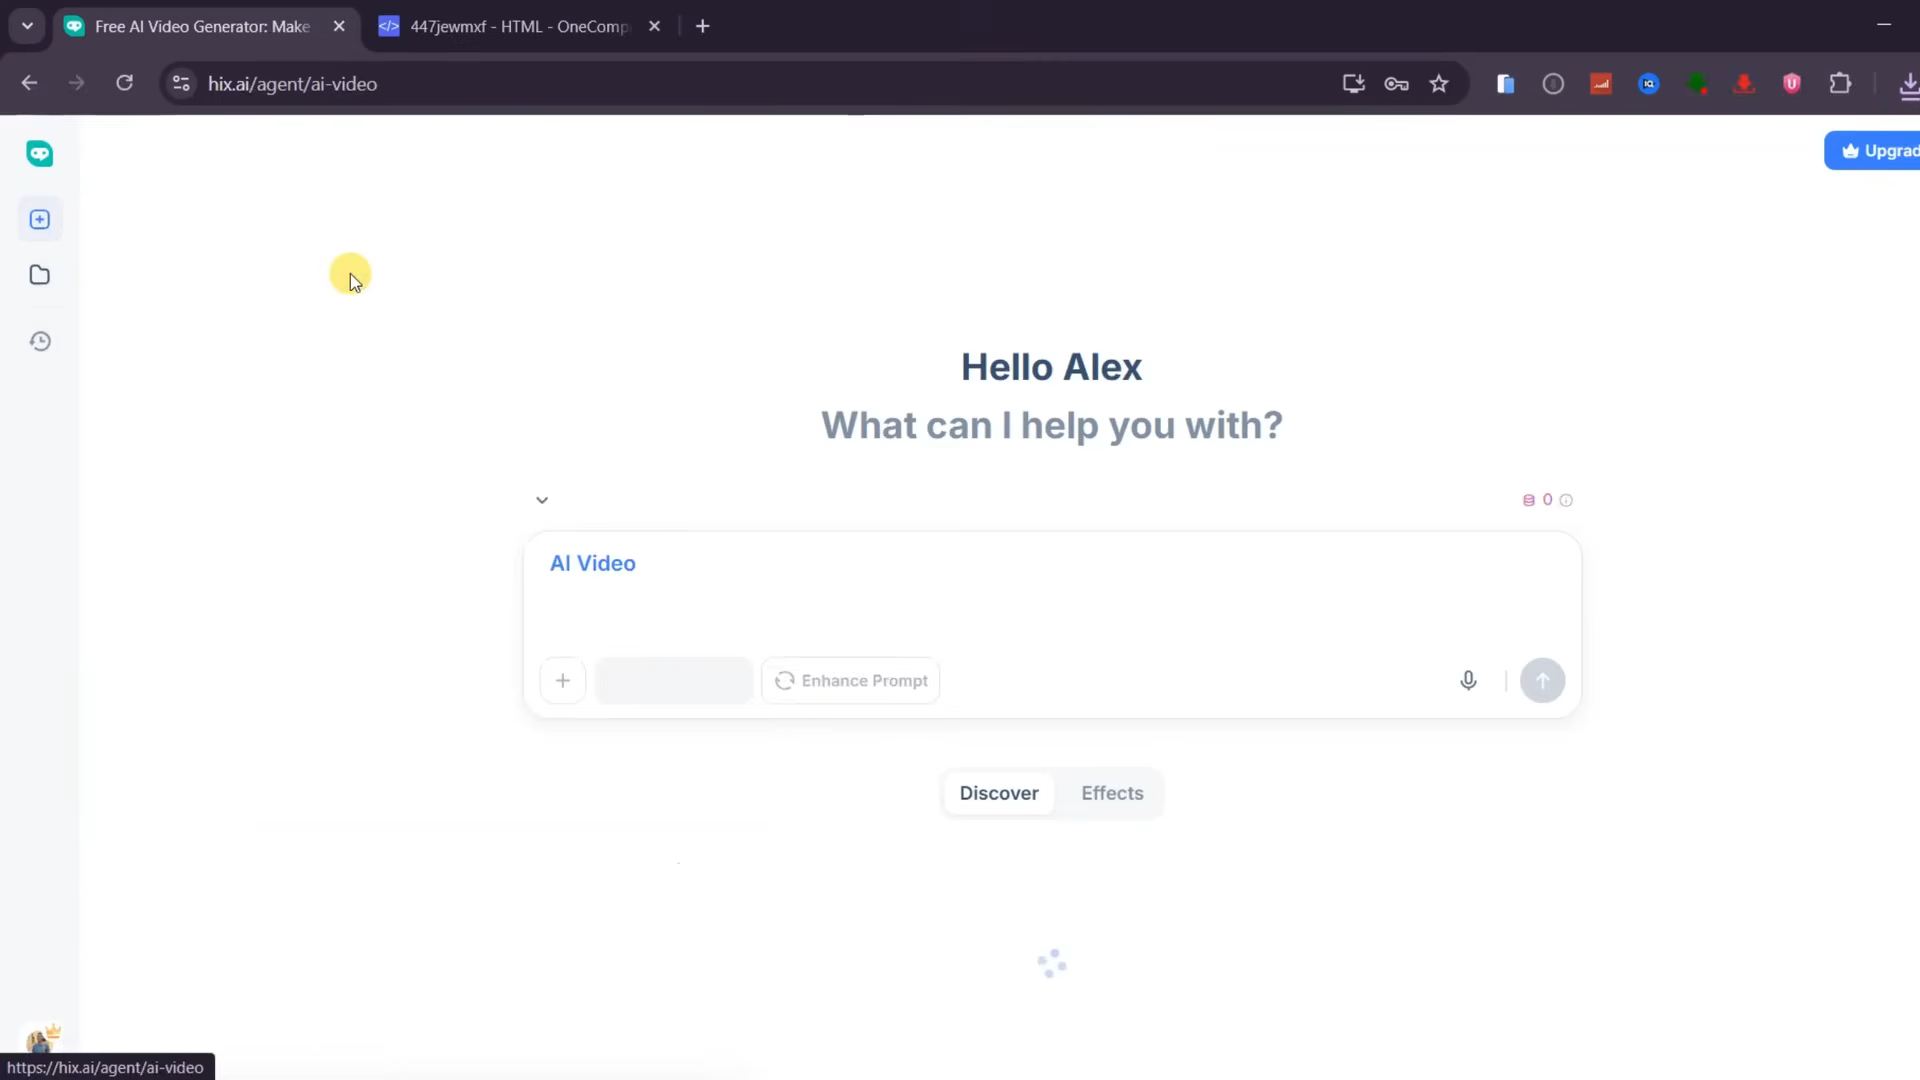 Free AI Video Generator: Make
447jewmxf - HTML - OneComp
hix.ai/agent/ai-video
Upgrad
Hello Alex
What can I help you with?
0
AI Video
Enhance Prompt
Discover
Effects
https://hix.ai/agent/ai-video